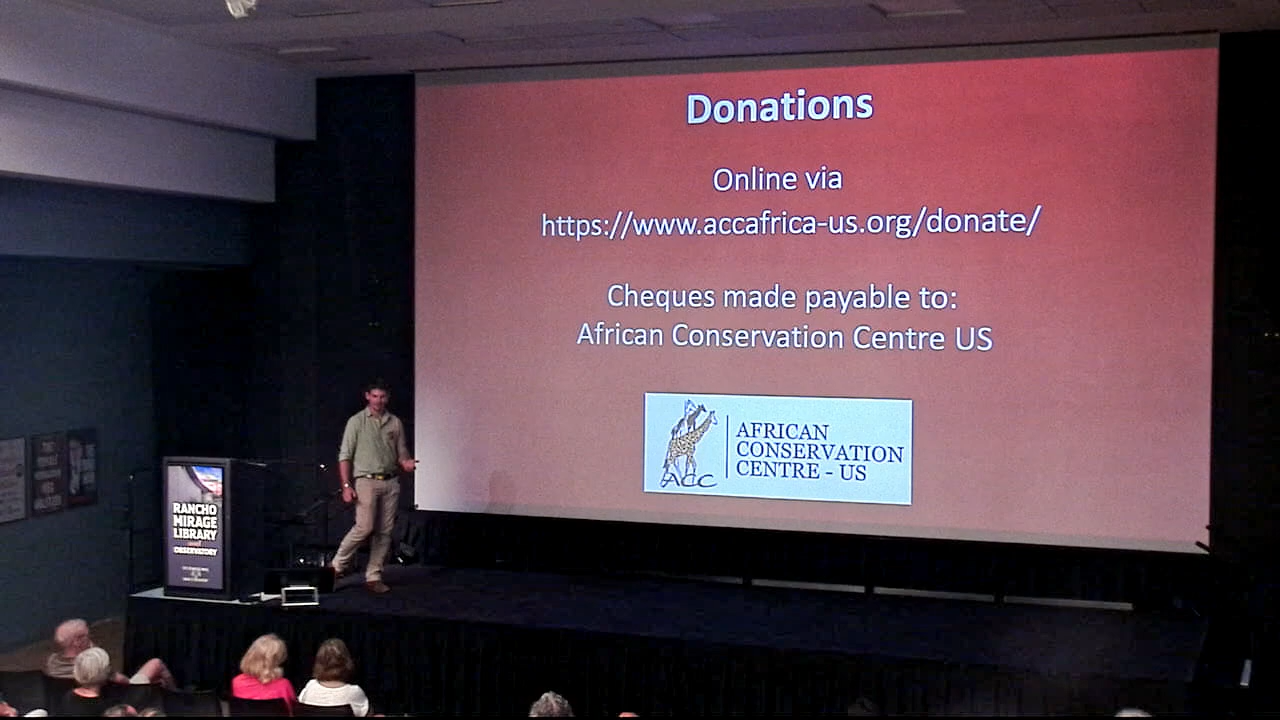 Donations
Online via
https://www.accafrica-us.org/donate/
Cheques made payable to:
African Conservation Centre US
ACC
AFRICAN
CONSERVATION
CENTRE - US
RANCHO
MIRAGE
LIBRARY
and
OBSERVATORY